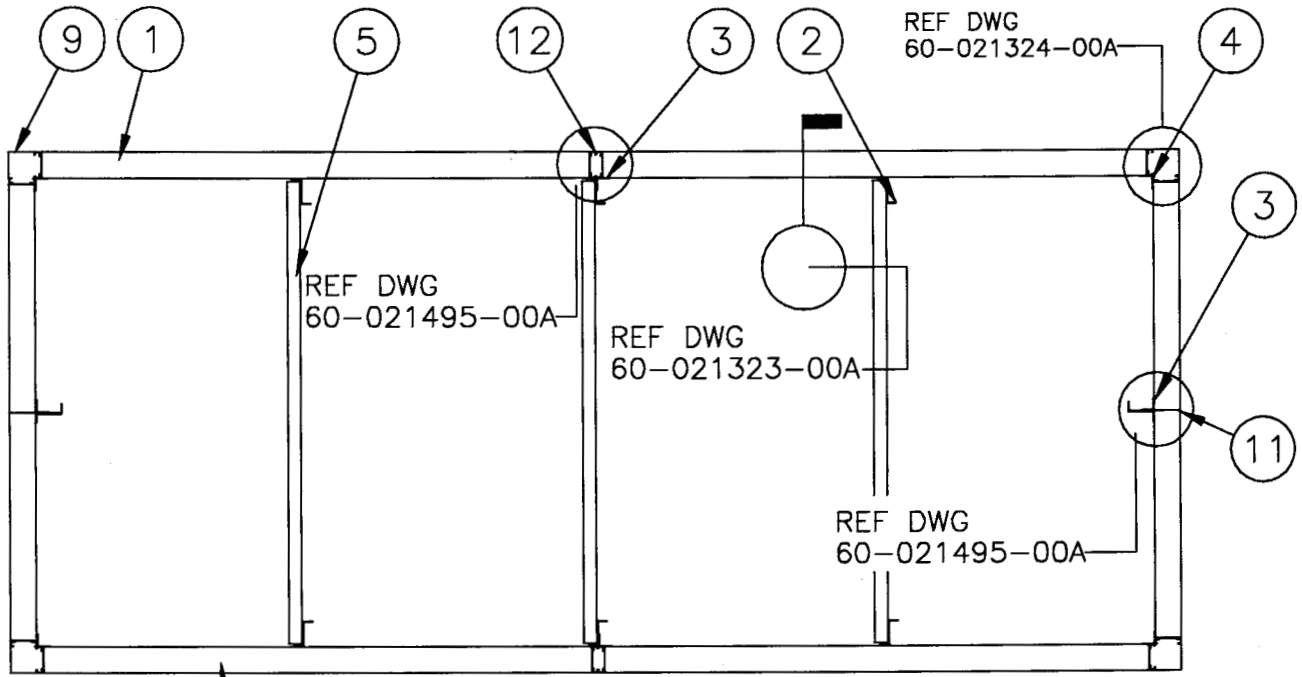 9
1
5
12
3
2
REF DWG
60-021324-00A
4
3
REF DWG
60-021495-00A
REF DWG
60-021323-00A
11
REF DWG
60-021495-00A